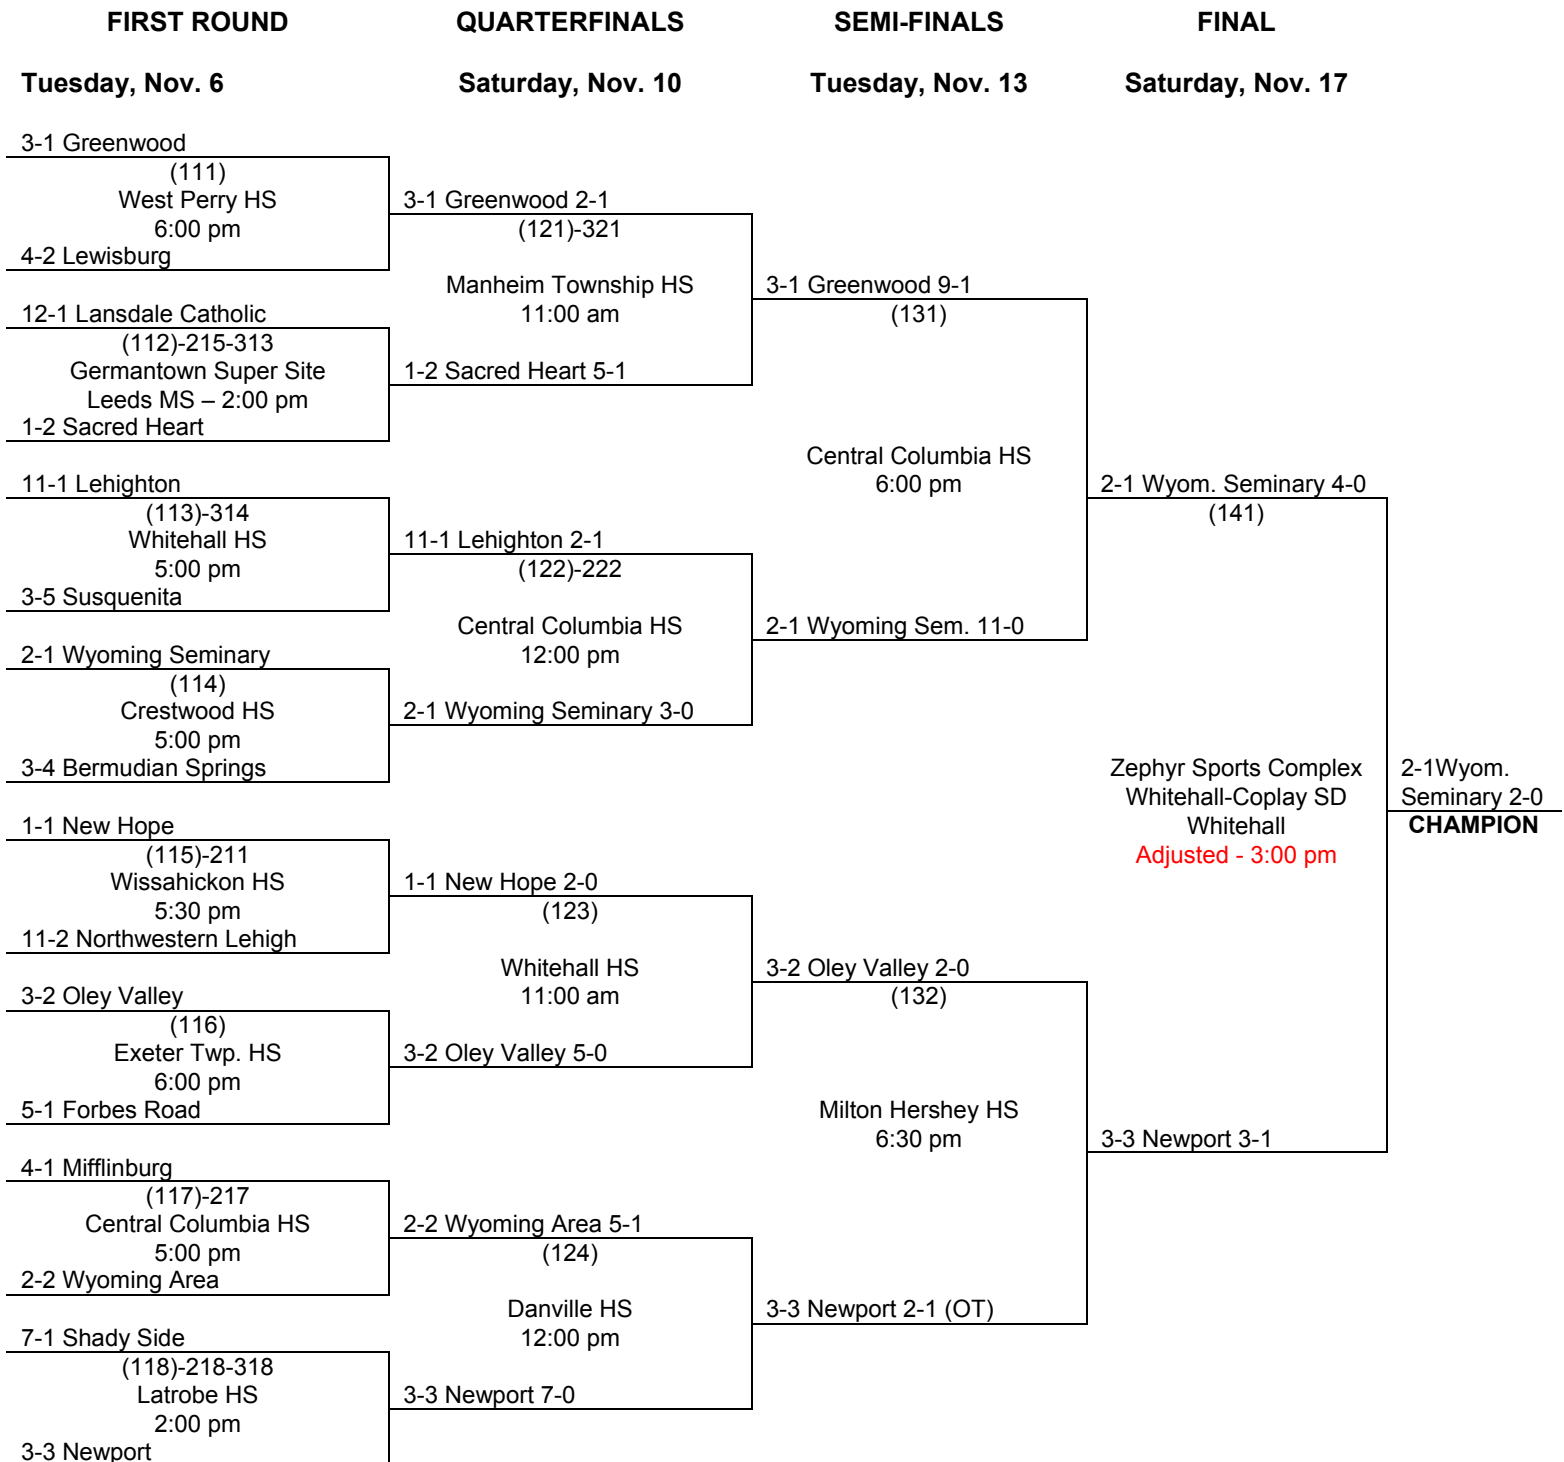 FIRST ROUND
QUARTERFINALS
SEMI-FINALS
FINAL
Tuesday, Nov. 6
Saturday, Nov. 10
Tuesday, Nov. 13
Saturday, Nov. 17
3-1 Greenwood
(111)
West Perry HS
6:00 pm
4-2 Lewisburg
12-1 Lansdale Catholic
(112)-215-313
Germantown Super Site
Leeds MS – 2:00 pm
1-2 Sacred Heart
11-1 Lehighton
(113)-314
Whitehall HS
5:00 pm
3-5 Susquenita
2-1 Wyoming Seminary
(114)
Crestwood HS
5:00 pm
3-4 Bermudian Springs
1-1 New Hope
(115)-211
Wissahickon HS
5:30 pm
11-2 Northwestern Lehigh
3-2 Oley Valley
(116)
Exeter Twp. HS
6:00 pm
5-1 Forbes Road
4-1 Mifflinburg
(117)-217
Central Columbia HS
5:00 pm
2-2 Wyoming Area
7-1 Shady Side
(118)-218-318
Latrobe HS
2:00 pm
3-3 Newport
3-1 Greenwood 2-1
(121)-321
Manheim Township HS
11:00 am
1-2 Sacred Heart 5-1
11-1 Lehighton 2-1
(122)-222
Central Columbia HS
12:00 pm
2-1 Wyoming Seminary 3-0
1-1 New Hope 2-0
(123)
Whitehall HS
11:00 am
3-2 Oley Valley 5-0
2-2 Wyoming Area 5-1
(124)
Danville HS
12:00 pm
3-3 Newport 7-0
3-1 Greenwood 9-1
(131)
Central Columbia HS
6:00 pm
2-1 Wyoming Sem. 11-0
3-2 Oley Valley 2-0
(132)
Milton Hershey HS
6:30 pm
3-3 Newport 2-1 (OT)
2-1 Wyom. Seminary 4-0
(141)
Zephyr Sports Complex
Whitehall-Coplay SD
Whitehall
Adjusted - 3:00 pm
3-3 Newport 3-1
2-1Wyom.
Seminary 2-0
CHAMPION